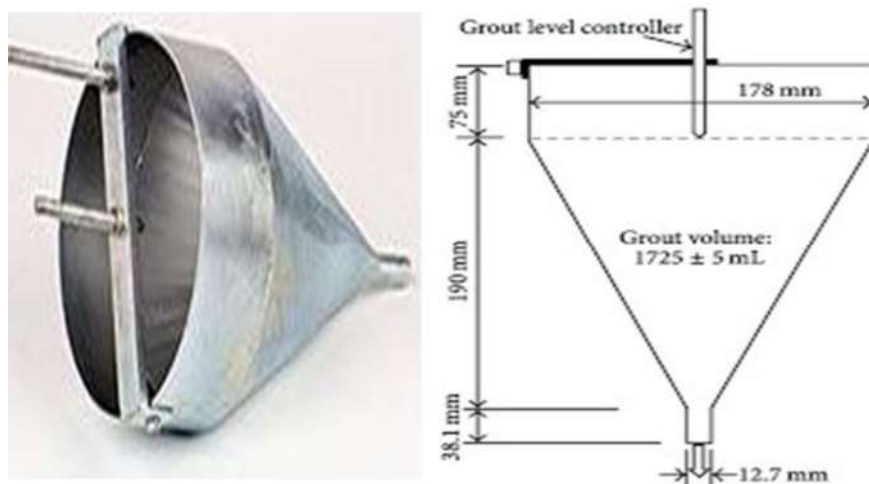 Grout level controller
75 mm
178 mm
Grout volume:
1725 ± 5 mL
190 mm
38.1 mm
12.7 mm